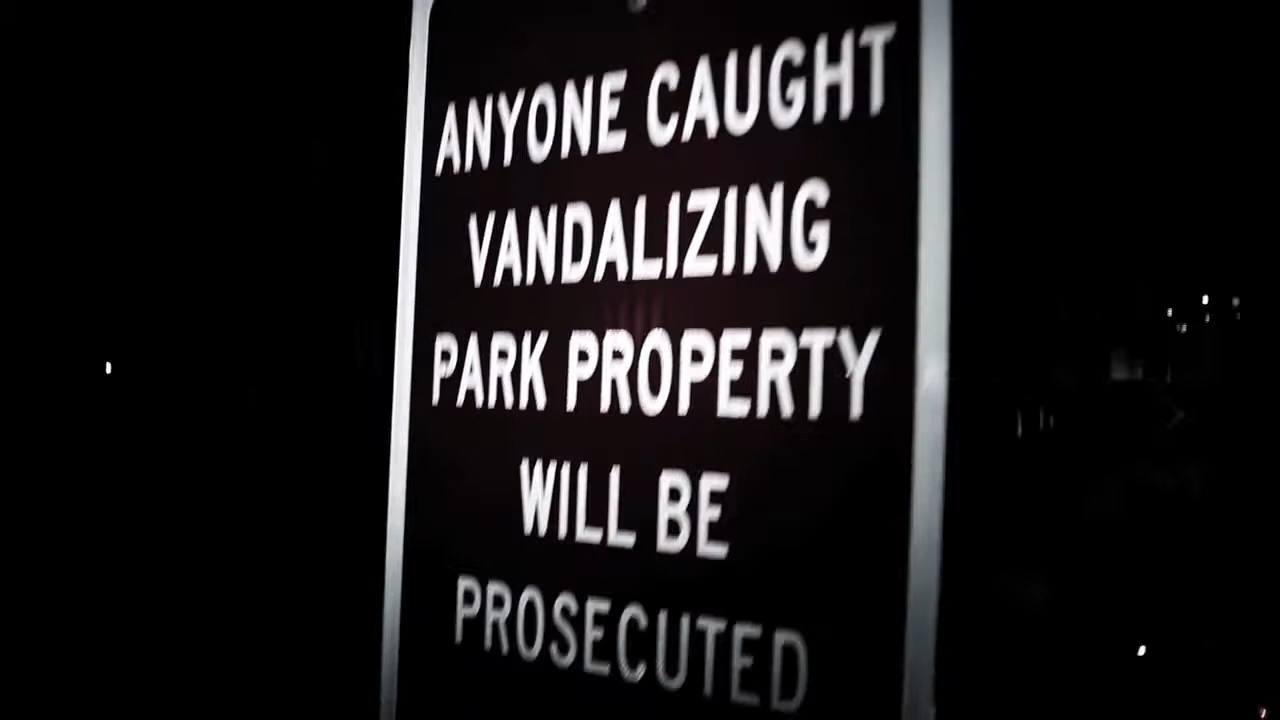 ANYONE CAUGHT
VANDALIZING
PARK PROPERTY
WILL BE
PROSECUTED